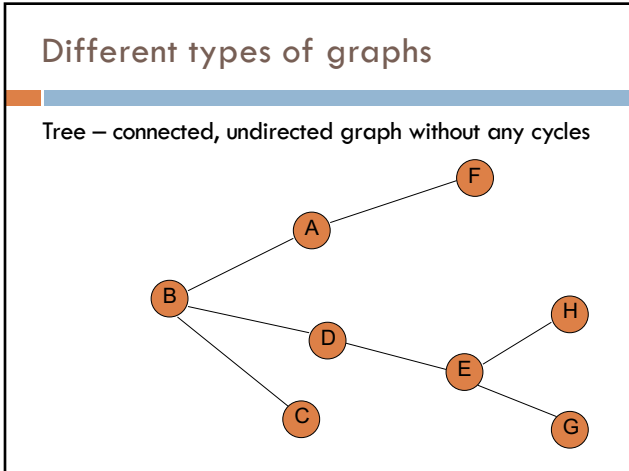 Different types of graphs
Tree – connected, undirected graph without any cycles
F
A
B
H
D
E
C
G